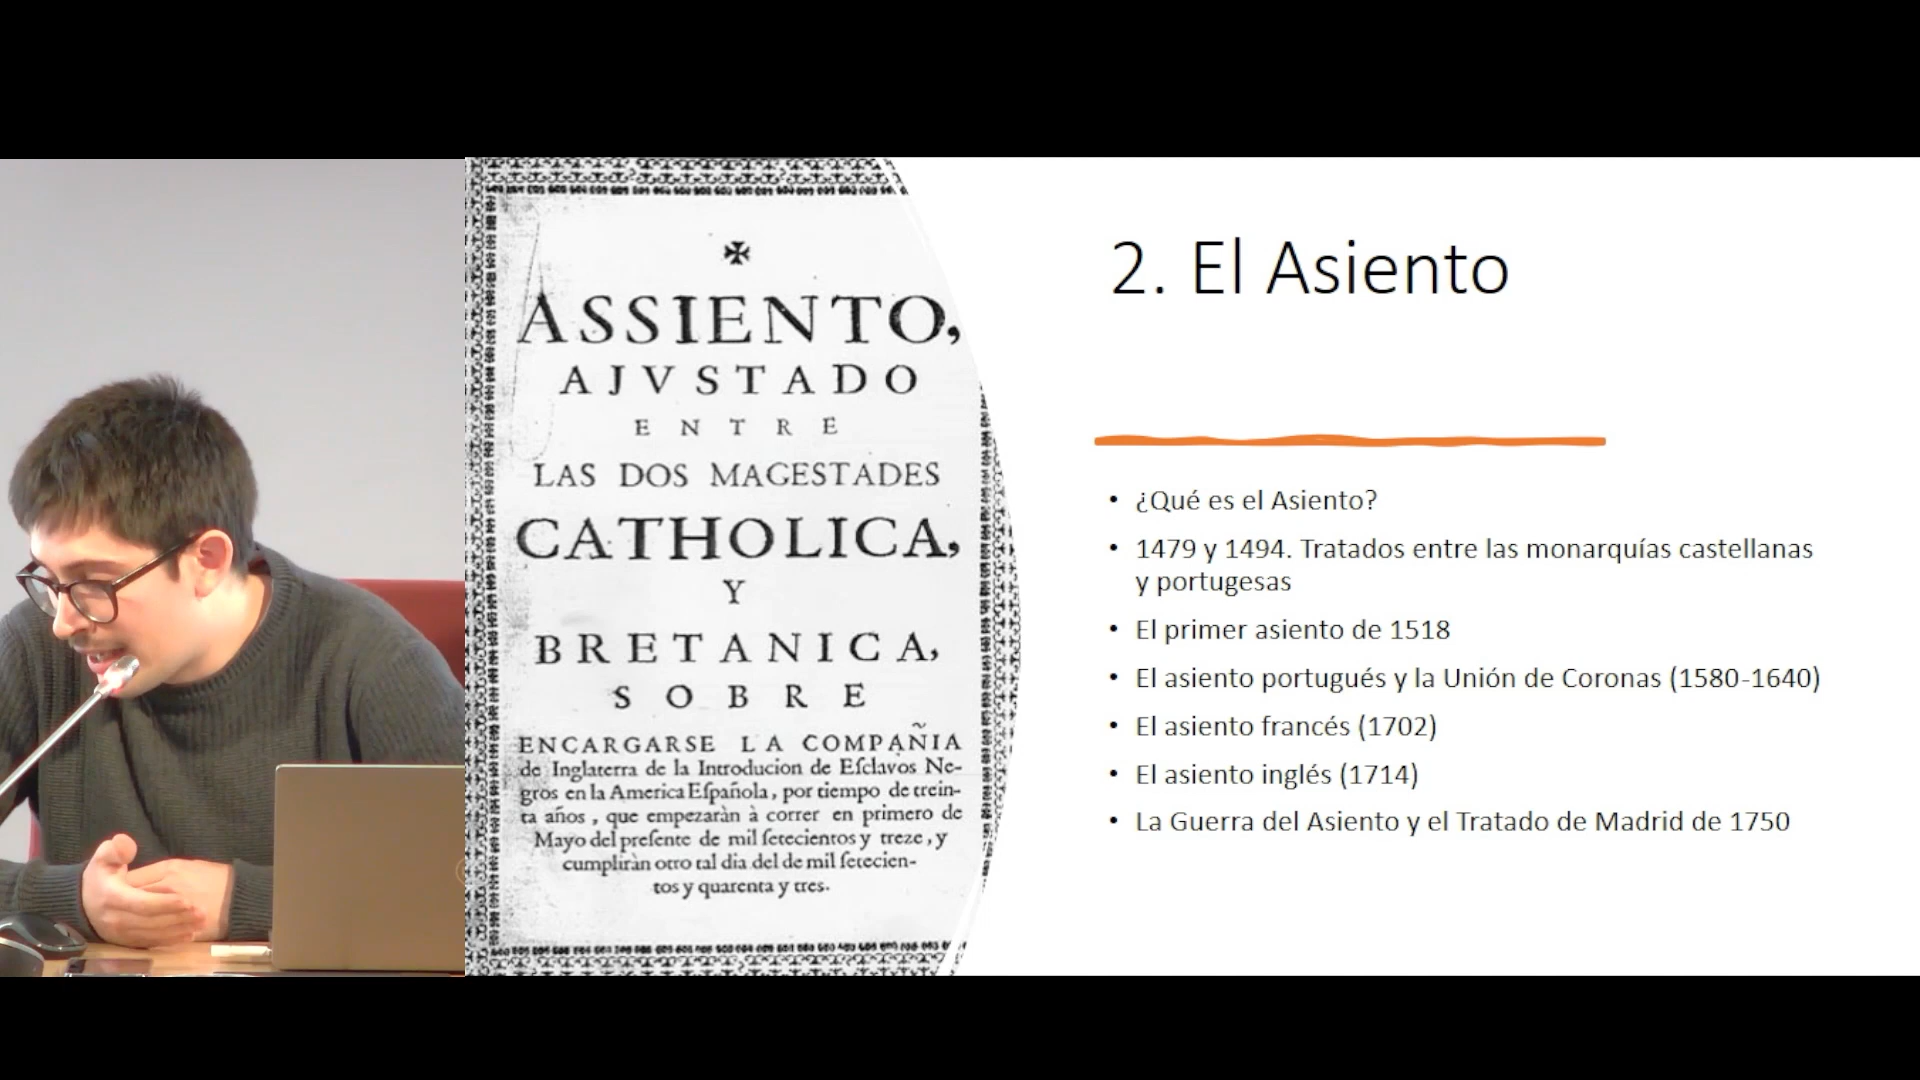 ASSIENTO,
AJVSTADO
ENTRE
LAS DOS MAGESTADES
CATHOLICA,
Y
BRETANICA,
SOBRE
ENCARGARSE LA COMPAÑIA
de Inglaterra de la Introducion de Esclavos Ne-
gros en la America Española, por tiempo de trein-
ta años, que empezaràn à correr en primero de
Mayo del presente de mil setecientos y treze, y
cumpliràn otro tal dia del de mil setecien-
tos y quarenta y tres.
2. El Asiento
• ¿Qué es el Asiento?
• 1479 y 1494. Tratados entre las monarquías castellanas
y portugesas
• El primer asiento de 1518
• El asiento portugués y la Unión de Coronas (1580-1640)
• El asiento francés (1702)
• El asiento inglés (1714)
• La Guerra del Asiento y el Tratado de Madrid de 1750